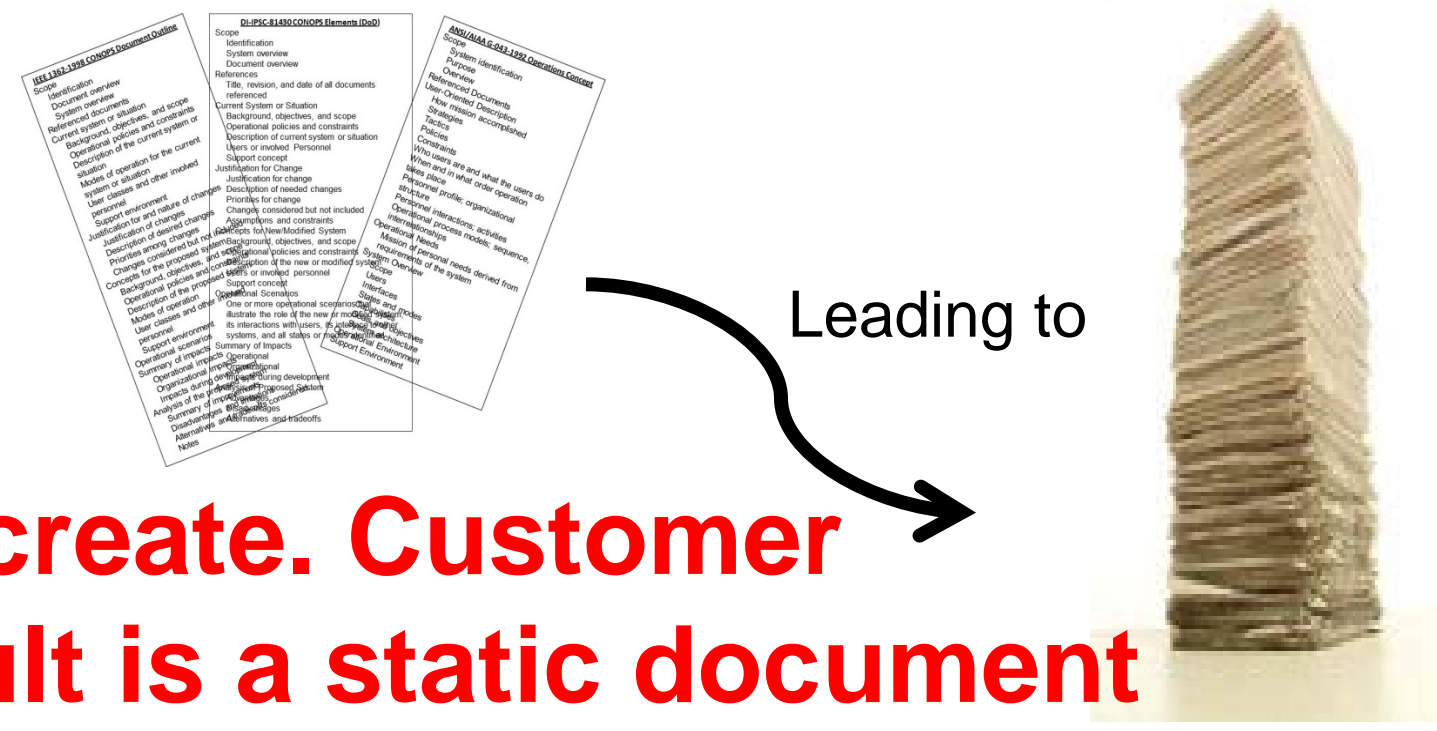 IEEE 1362-1998 CONOPS Document Outline
Scope
Identification
Document overview
System overview
Referenced documents
Current system or situation
Background, objectives, and scope
Operational policies and constraints
Description of the current system or
situation
Modes of operation for the current
system or situation
User classes and other involved
personnel
Support environment
Justification for and nature of changes
Justification of changes
Description of desired changes
Priorities among changes
Changes considered but not included
Concepts for the proposed system
Background, objectives, and scope
Operational policies and constraints
Description of the proposed system
Modes of operation
User classes and other involved
personnel
Support environment
Operational scenarios
Summary of impacts
Operational impacts
Organizational impacts
Impacts during development
Analysis of the proposed system
Summary of improvements
Disadvantages and limitations
Alternatives and tradeoffs considered
Notes
DI-IPSC-81430 CONOPS Elements (DoD)
Scope
Identification
System overview
Document overview
References
Title, revision, and date of all documents
referenced
Current System or Situation
Background, objectives, and scope
Operational policies and constraints
Description of current system or situation
Users or involved Personnel
Support concept
Justification for Change
Justification for change
Description of needed changes
Priorities for change
Changes considered but not included
Assumptions and constraints
Concepts for New/Modified System
Background, objectives, and scope
Operational policies and constraints
Description of the new or modified system
Users or involved personnel
Support concept
Operational Scenarios
One or more operational scenarios that
illustrate the role of the new or modified system,
its interactions with users, its interface to other
systems, and all states or modes identified
Summary of Impacts
Operational
Organizational
Impacts during development
Analysis of Proposed System
Advantages
Disadvantages
Alternatives and tradeoffs
ANSI/AIAA G-043-1992 Operations Concept
Scope
System identification
Purpose
Overview
Referenced Documents
User-Oriented Description
How mission accomplished
Strategies
Tactics
Policies
Constraints
Who users are and what the users do
When and in what order operation
takes place
Personnel profile; organizational
structure
Personnel interactions; activities
Operational process models; sequence,
interrelationships
Operational Needs
Mission of personal needs derived from
requirements of the system
System Overview
Scope
Users
Interfaces
States and modes
Capabilities
Goals and objectives
System architecture
Operational Environment
Support Environment
Leading to
create. Customer
ult is a static document